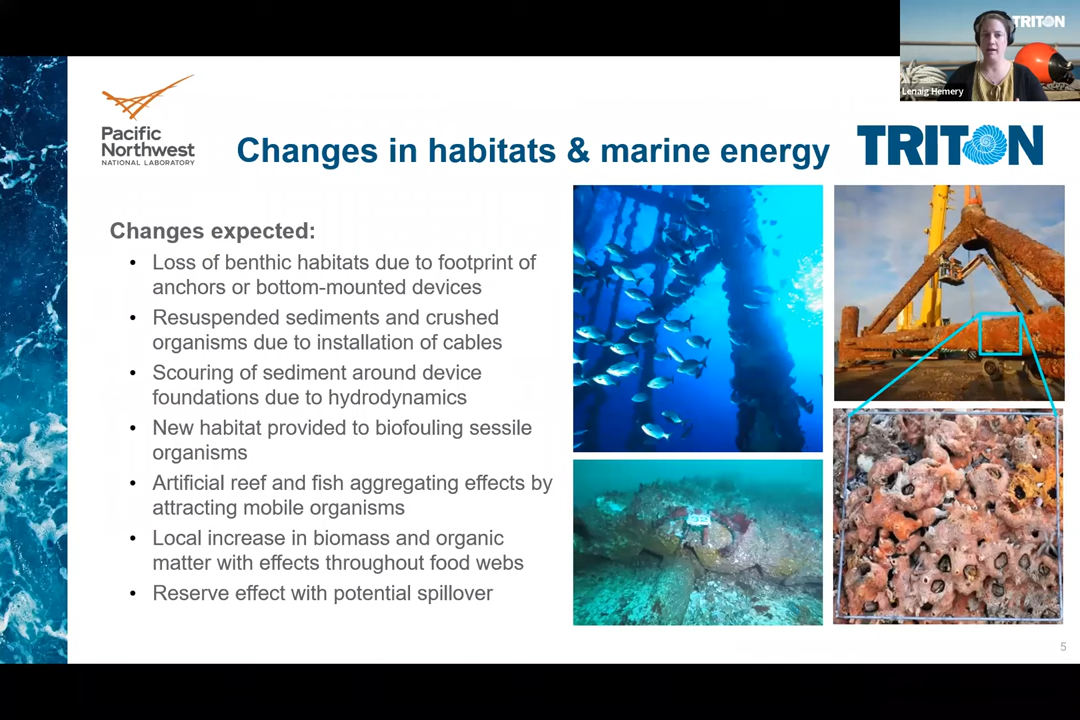 TRITON
Lenaig Hemery
Pacific
Northwest
NATIONAL LABORATORY
Changes in habitats & marine energy
TRITON
Changes expected:
• Loss of benthic habitats due to footprint of
anchors or bottom-mounted devices
• Resuspended sediments and crushed
organisms due to installation of cables
• Scouring of sediment around device
foundations due to hydrodynamics
• New habitat provided to biofouling sessile
organisms
• Artificial reef and fish aggregating effects by
attracting mobile organisms
• Local increase in biomass and organic
matter with effects throughout food webs
• Reserve effect with potential spillover
5